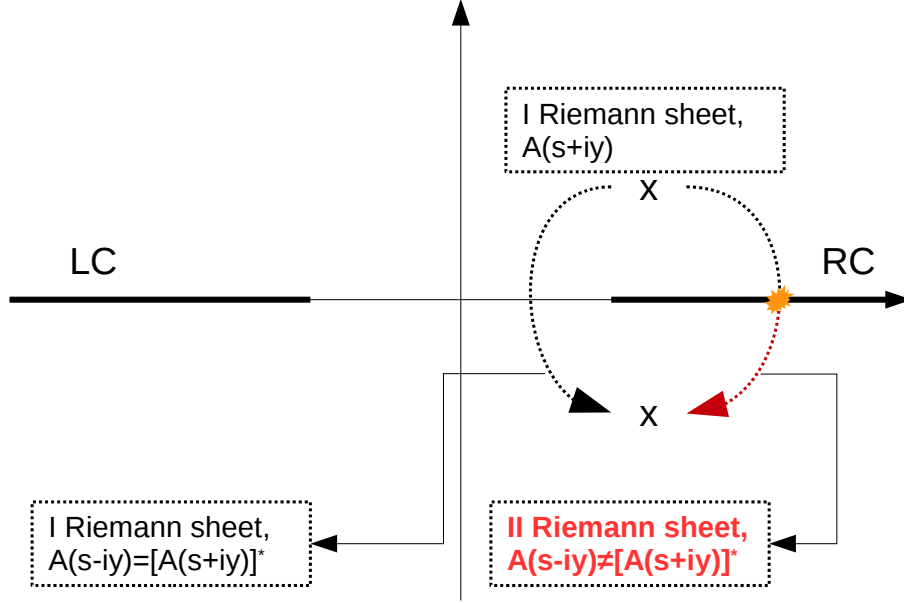 I Riemann sheet,
A(s+iy)
x
LC
RC
x
I Riemann sheet,
A(s-iy)=[A(s+iy)]*
II Riemann sheet,
A(s-iy)≠[A(s+iy)]*